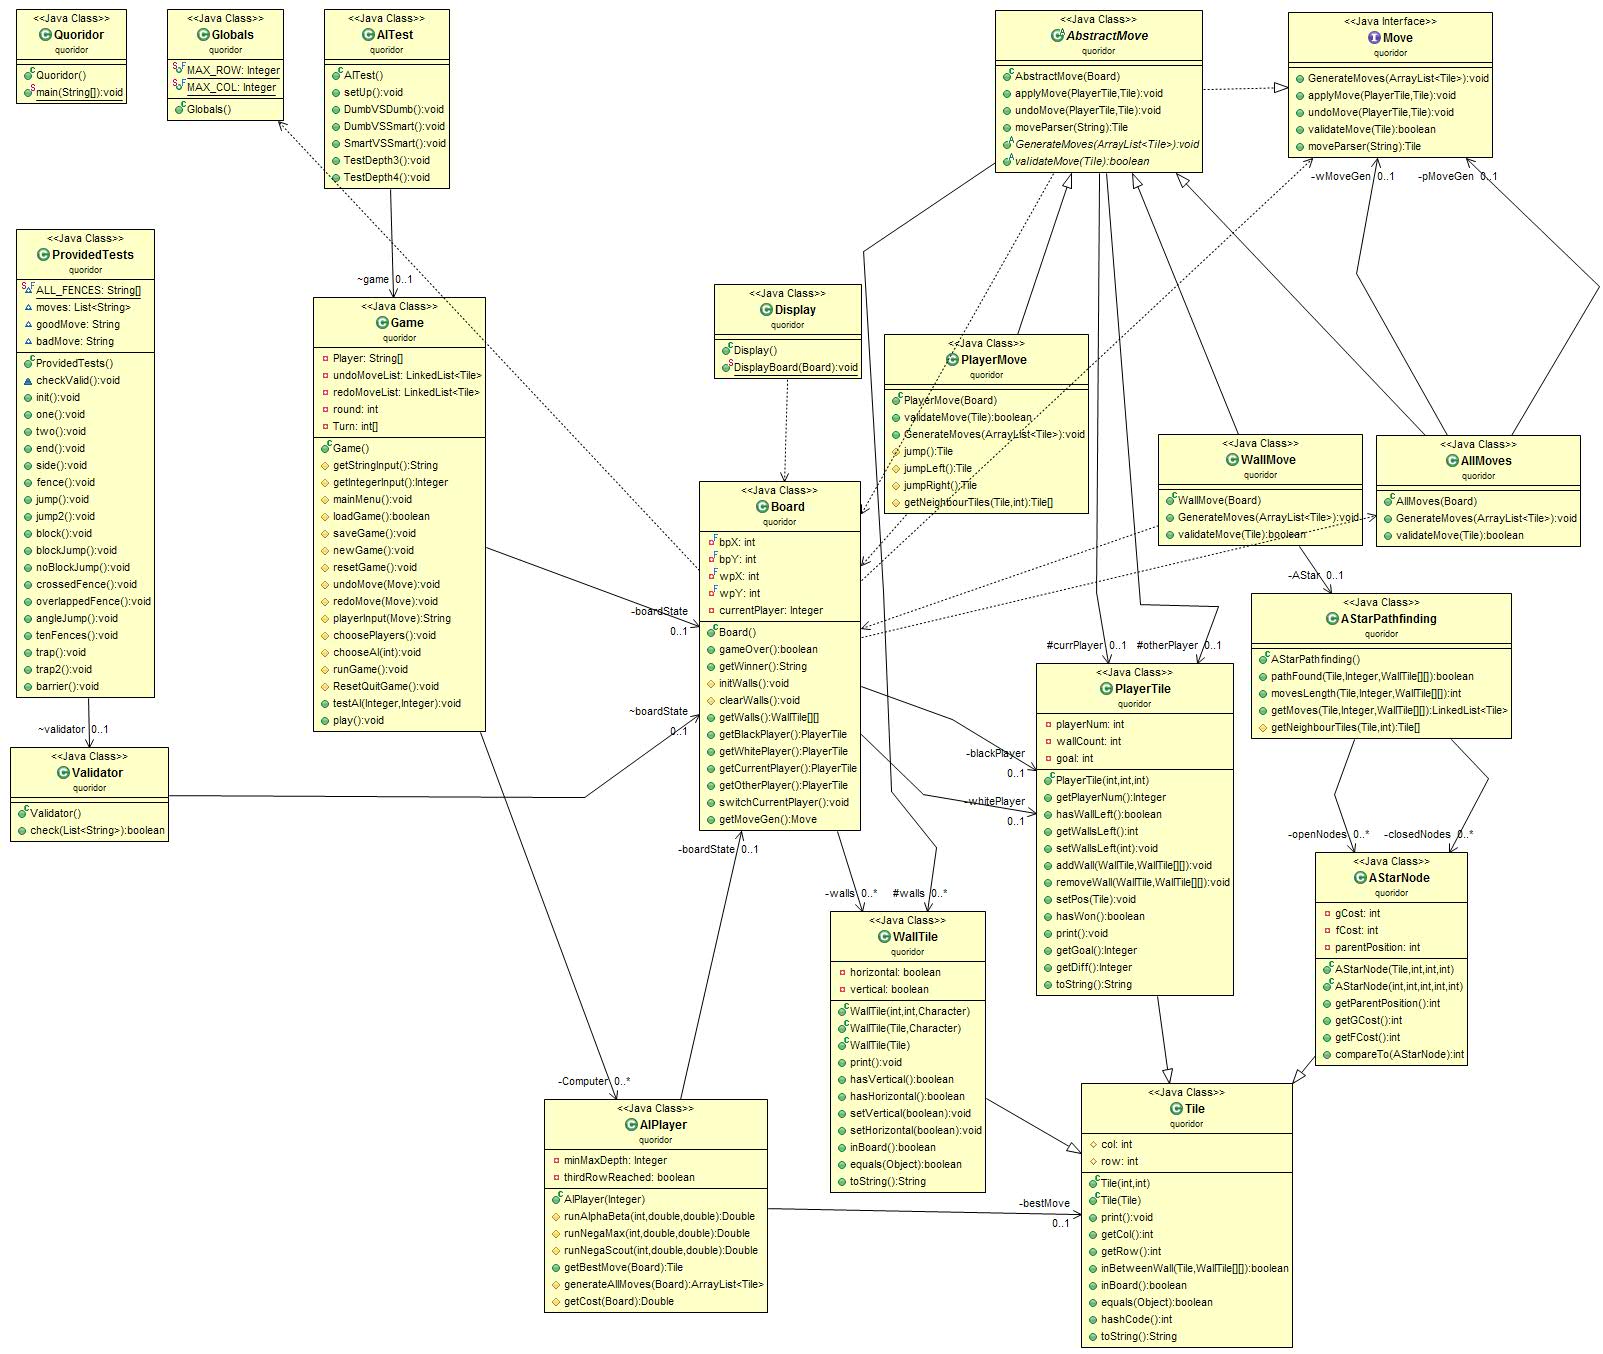 <<Java Class>>
Quoridor
quoridor
Quoridor()
main(String[]):void
<<Java Class>>
Globals
quoridor
MAX_ROW: Integer
MAX_COL: Integer
Globals()
<<Java Class>>
AITest
quoridor
AITest()
setUp():void
DumbVSDumb():void
DumbVSSmart():void
SmartVSSmart():void
TestDepth3():void
TestDepth4():void
<<Java Class>>
AbstractMove
quoridor
AbstractMove(Board)
applyMove(PlayerTile,Tile):void
undoMove(PlayerTile,Tile):void
moveParser(String):Tile
GenerateMoves(ArrayList<Tile>):void
validateMove(Tile):boolean
<<Java Interface>>
Move
quoridor
GenerateMoves(ArrayList<Tile>):void
applyMove(PlayerTile,Tile):void
undoMove(PlayerTile,Tile):void
validateMove(Tile):boolean
moveParser(String):Tile
-wMoveGen 0..1
-pMoveGen 0..1
<<Java Class>>
ProvidedTests
quoridor
ALL_FENCES: String[]
moves: List<String>
goodMove: String
badMove: String
ProvidedTests()
checkValid():void
init():void
one():void
two():void
end():void
side():void
fence():void
jump():void
jump2():void
block():void
blockJump():void
noBlockJump():void
crossedFence():void
overlappedFence():void
angleJump():void
tenFences():void
trap():void
trap2():void
barrier():void
~validator 0..1
<<Java Class>>
Validator
quoridor
Validator()
check(List<String>):boolean
~game 0..1
<<Java Class>>
Game
quoridor
Player: String[]
undoMoveList: LinkedList<Tile>
redoMoveList: LinkedList<Tile>
round: int
Turn: int[]
Game()
getStringInput():String
getIntegerInput():Integer
mainMenu():void
loadGame():boolean
saveGame():void
newGame():void
resetGame():void
undoMove(Move):void
redoMove(Move):void
playerInput(Move):String
choosePlayers():void
chooseAI(int):void
runGame():void
ResetQuitGame():void
testAI(Integer,Integer):void
play():void
<<Java Class>>
Display
quoridor
Display()
DisplayBoard(Board):void
<<Java Class>>
PlayerMove
quoridor
PlayerMove(Board)
validateMove(Tile):boolean
GenerateMoves(ArrayList<Tile>):void
jump():Tile
jumpLeft():Tile
jumpRight():Tile
getNeighbourTiles(Tile,int):Tile[]
<<Java Class>>
WallMove
quoridor
WallMove(Board)
GenerateMoves(ArrayList<Tile>):void
validateMove(Tile):boolean
<<Java Class>>
AllMoves
quoridor
AllMoves(Board)
GenerateMoves(ArrayList<Tile>):void
validateMove(Tile):boolean
-boardState
0..1
~boardState
0..1
<<Java Class>>
Board
quoridor
bpX: int
bpY: int
wpX: int
wpY: int
currentPlayer: Integer
Board()
gameOver():boolean
getWinner():String
initWalls():void
clearWalls():void
getWalls():WallTile[][]
getBlackPlayer():PlayerTile
getWhitePlayer():PlayerTile
getCurrentPlayer():PlayerTile
getOtherPlayer():PlayerTile
switchCurrentPlayer():void
getMoveGen():Move
-AStar 0..1
<<Java Class>>
AStarPathfinding
quoridor
AStarPathfinding()
pathFound(Tile,Integer,WallTile[][]):boolean
movesLength(Tile,Integer,WallTile[][]):int
getMoves(Tile,Integer,WallTile[][]):LinkedList<Tile>
getNeighbourTiles(Tile,int):Tile[]
#currPlayer 0..1
#otherPlayer 0..1
-blackPlayer
0..1
-whitePlayer
0..1
<<Java Class>>
PlayerTile
quoridor
playerNum: int
wallCount: int
goal: int
PlayerTile(int,int,int)
getPlayerNum():Integer
hasWallLeft():boolean
getWallsLeft():int
setWallsLeft(int):void
addWall(WallTile,WallTile[][]):void
removeWall(WallTile,WallTile[][]):void
setPos(Tile):void
hasWon():boolean
print():void
getGoal():Integer
getDiff():Integer
toString():String
-openNodes 0..*
-closedNodes 0..*
<<Java Class>>
AStarNode
quoridor
gCost: int
fCost: int
parentPosition: int
AStarNode(Tile,int,int,int)
AStarNode(int,int,int,int,int)
getParentPosition():int
getGCost():int
getFCost():int
compareTo(AStarNode):int
-boardState 0..1
-walls 0..*
#walls 0..*
<<Java Class>>
WallTile
quoridor
horizontal: boolean
vertical: boolean
WallTile(int,int,Character)
WallTile(Tile,Character)
WallTile(Tile)
print():void
hasVertical():boolean
hasHorizontal():boolean
setVertical(boolean):void
setHorizontal(boolean):void
inBoard():boolean
equals(Object):boolean
toString():String
-Computer 0..*
<<Java Class>>
AIPlayer
quoridor
minMaxDepth: Integer
thirdRowReached: boolean
AIPlayer(Integer)
runAlphaBeta(int,double,double):Double
runNegaMax(int,double,double):Double
runNegaScout(int,double,double):Double
getBestMove(Board):Tile
generateAllMoves(Board):ArrayList<Tile>
getCost(Board):Double
-bestMove
0..1
<<Java Class>>
Tile
quoridor
col: int
row: int
Tile(int,int)
Tile(Tile)
print():void
getCol():int
getRow():int
inBetweenWall(Tile,WallTile[][]):boolean
inBoard():boolean
equals(Object):boolean
hashCode():int
toString():String